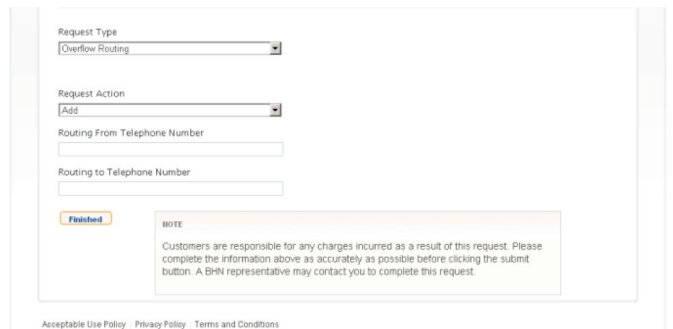 Request Type
Overflow Routing
Request Action
Add
Routing From Telephone Number
Routing to Telephone Number
Finished
NOTE
Customers are responsible for any charges incurred as a result of this request. Please
complete the information above as accurately as possible before clicking the submit
button. A BHN representative may contact you to complete this request.
Acceptable Use Policy | Privacy Policy | Terms and Conditions